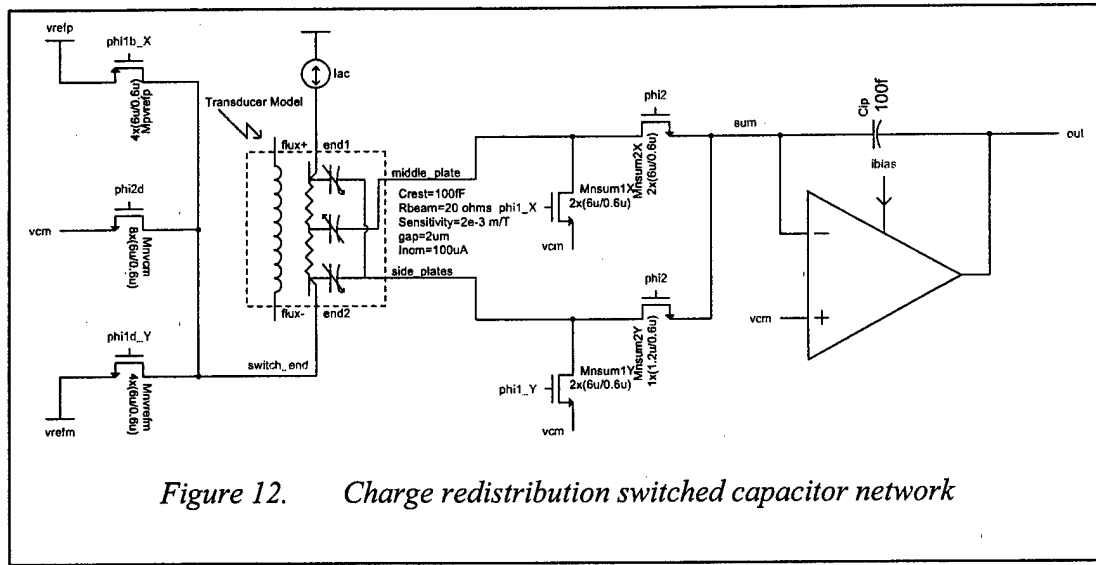 vrefp
phi1b_X
4x(6u/0.6u)
Mpvrefp
Iac
Transducer Model
flux+ end1
middle_plate
Crest=100fF
Rbeam=20 ohms
Sensitivity=2e-3 m/T
gap=2um
Inom=100uA
side_plates
flux- end2
switch_end
phi2d
vcm
8x(6u/0.6u)
Mnvcm
phi1d_Y
4x(6u/0.6u)
Mnvrefm
vrefm
phi1_X
Mnsum1X
2x(6u/0.6u)
vcm
phi2
Mnsum2X
2x(6u/0.6u)
phi2
Mnsum2Y
1x(1.2u/0.6u)
phi1_Y
Mnsum1Y
2x(6u/0.6u)
vcm
sum
Cip
100f
out
ibias
−
vcm
+
Figure 12. Charge redistribution switched capacitor network